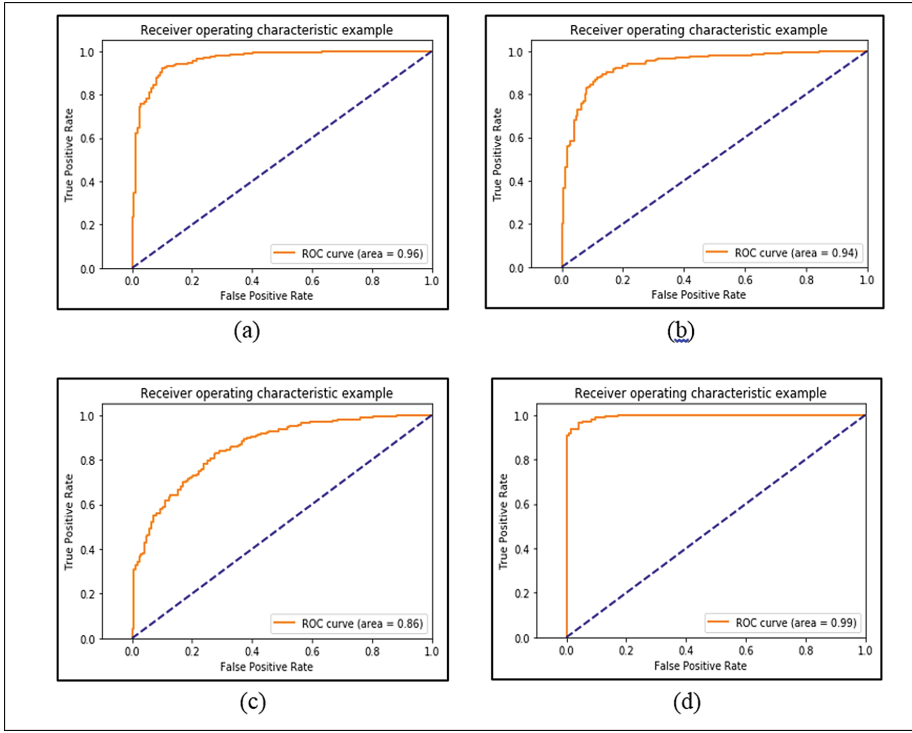 Receiver operating characteristic example
1.0
0.8
0.6
0.4
0.2
0.0
True Positive Rate
ROC curve (area = 0.96)
0.0 0.2 0.4 0.6 0.8 1.0
False Positive Rate
(a)
Receiver operating characteristic example
1.0
0.8
0.6
0.4
0.2
0.0
True Positive Rate
ROC curve (area = 0.94)
0.0 0.2 0.4 0.6 0.8 1.0
False Positive Rate
(b)
Receiver operating characteristic example
1.0
0.8
0.6
0.4
0.2
0.0
True Positive Rate
ROC curve (area = 0.86)
0.0 0.2 0.4 0.6 0.8 1.0
False Positive Rate
(c)
Receiver operating characteristic example
1.0
0.8
0.6
0.4
0.2
0.0
True Positive Rate
ROC curve (area = 0.99)
0.0 0.2 0.4 0.6 0.8 1.0
False Positive Rate
(d)